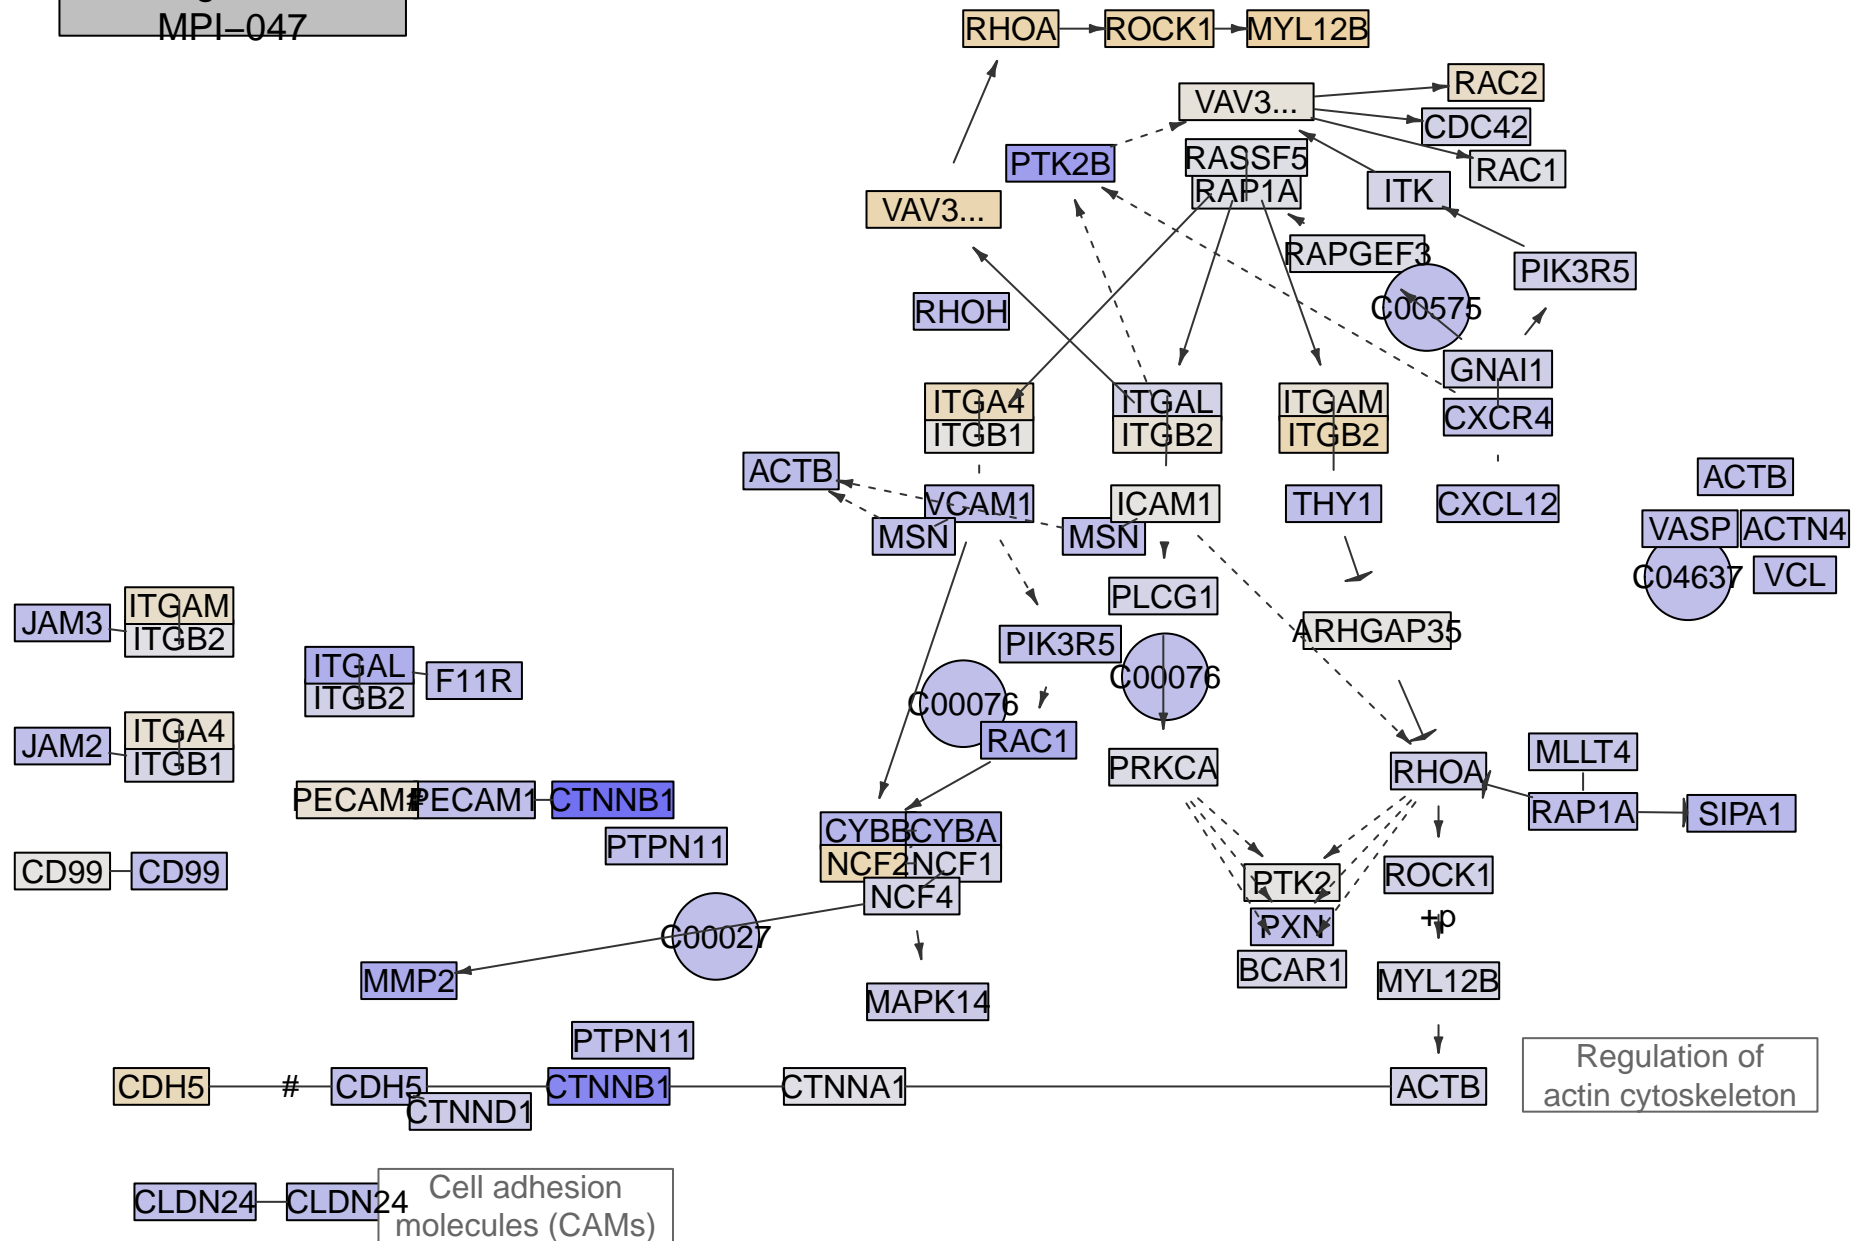 MPI−047
RHOA
ROCK1
MYL12B
RAC2
VAV3...
CDC42
RASSF5
PTK2B
RAC1
RAP1A
ITK
VAV3...
RAPGEF3
PIK3R5
C00575
RHOH
GNAI1
ITGA4
ITGAL
ITGAM
CXCR4
ITGB1
ITGB2
ITGB2
ACTB
ACTB
VCAM1
ICAM1
THY1
CXCL12
MSN
MSN
VASP
ACTN4
C04637
VCL
PLCG1
ITGAM
JAM3
ITGB2
ARHGAP35
PIK3R5
ITGAL
F11R
C00076
ITGB2
C00076
ITGA4
JAM2
ITGB1
RAC1
MLLT4
PRKCA
RHOA
PECAM1
#
PECAM1
CTNNB1
RAP1A
SIPA1
CYBB
CYBA
PTPN11
NCF2
NCF1
CD99
CD99
ROCK1
PTK2
NCF4
+p
PXN
C00027
BCAR1
MMP2
MYL12B
MAPK14
PTPN11
Regulation of
actin cytoskeleton
CDH5
#
CDH5
CTNNB1
CTNNA1
ACTB
CTNND1
CLDN24
CLDN24
Cell adhesion
molecules (CAMs)